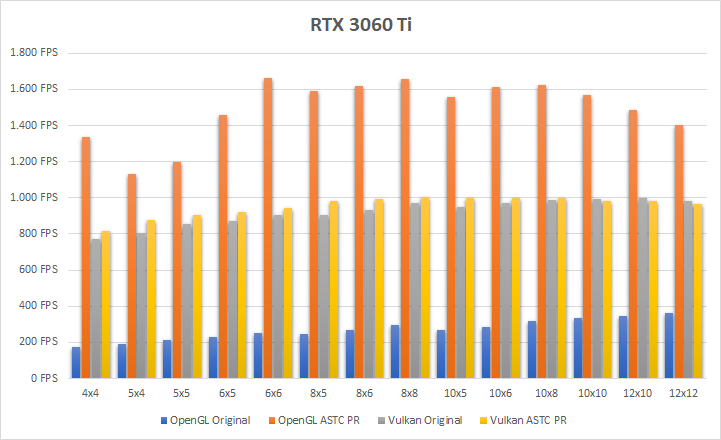 RTX 3060 Ti
1.800 FPS
1.600 FPS
1.400 FPS
1.200 FPS
1.000 FPS
800 FPS
600 FPS
400 FPS
200 FPS
0 FPS
4x4 5x4 5x5 6x5 6x6 8x5 8x6 8x8 10x5 10x6 10x8 10x10 12x10 12x12
OpenGL Original OpenGL ASTC PR Vulkan Original Vulkan ASTC PR